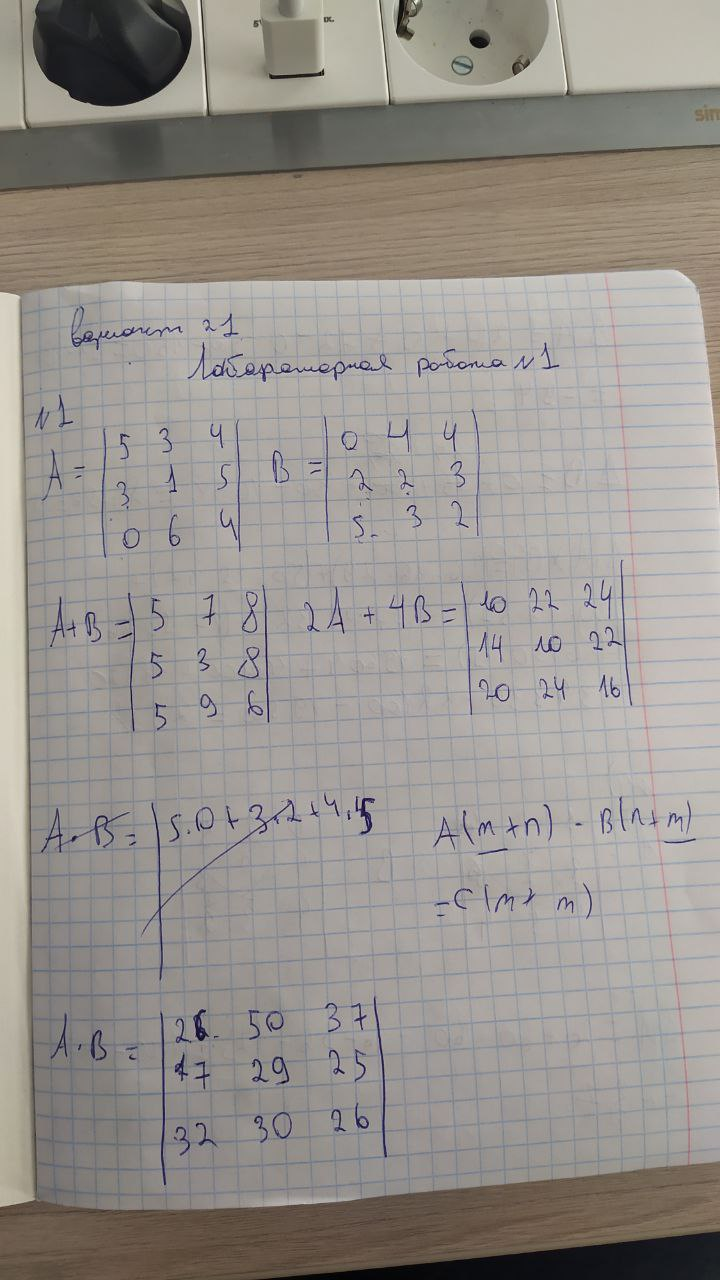 вариант 21
Лабораторная работа №1
№1
A = | 5 3 4 | B = | 0 4 4 |
| 3 1 5 | | 2 2 3 |
| 0 6 4 | | 5 3 2 |
A+B = | 5 7 8 | 2A + 4B = | 10 22 24 |
| 5 3 8 | | 14 10 22 |
| 5 9 6 | | 20 24 16 |
A·B = | 5·0 + 3·2 + 4·5 A(m×n) · B(n×m)
= C(m× m)
A·B = | 26 50 37 |
| 17 29 25 |
| 32 30 26 |